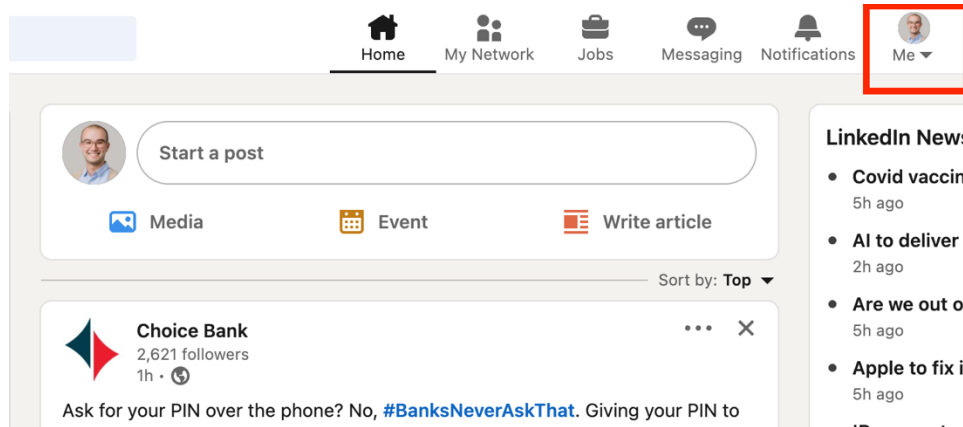 Home
My Network
Jobs
Messaging
Notifications
Me
Start a post
Media
Event
Write article
Sort by: Top
LinkedIn News
Covid vaccin
5h ago
AI to deliver
2h ago
Are we out o
5h ago
Apple to fix i
5h ago
Choice Bank
2,621 followers
1h •
Ask for your PIN over the phone? No, #BanksNeverAskThat. Giving your PIN to